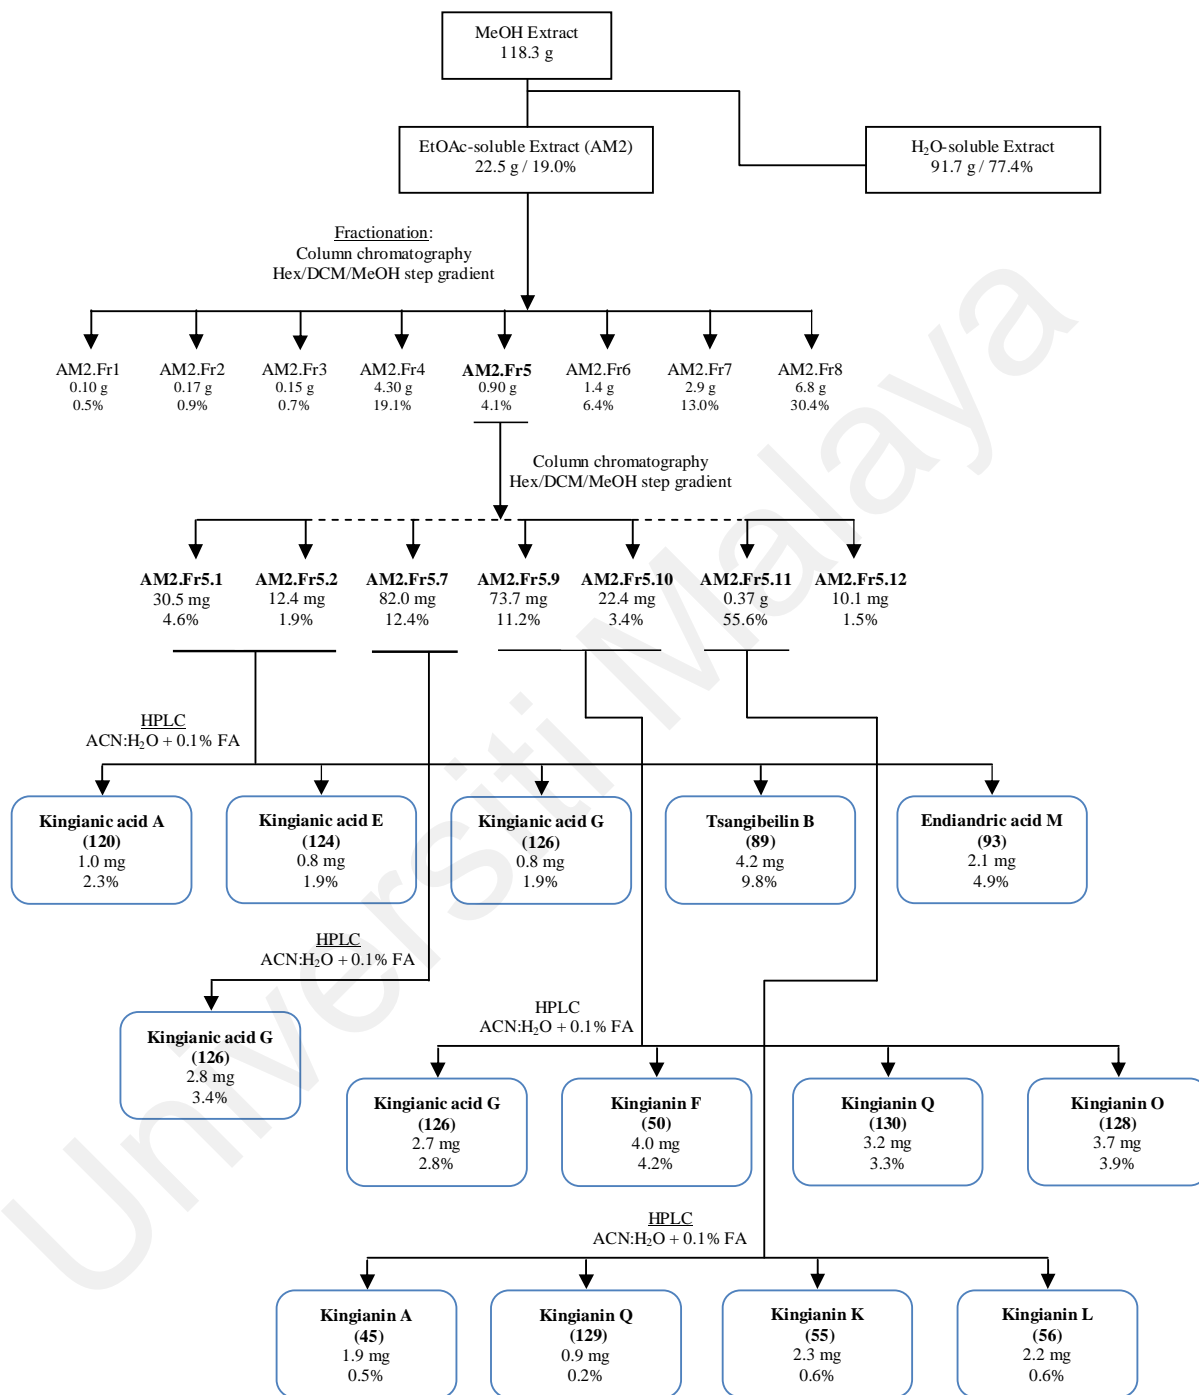 MeOH Extract
118.3 g
EtOAc-soluble Extract (AM2)
22.5 g / 19.0%
H₂O-soluble Extract
91.7 g / 77.4%
Fractionation:
Column chromatography
Hex/DCM/MeOH step gradient
AM2.Fr1
0.10 g
0.5%
AM2.Fr2
0.17 g
0.9%
AM2.Fr3
0.15 g
0.7%
AM2.Fr4
4.30 g
19.1%
AM2.Fr5
0.90 g
4.1%
AM2.Fr6
1.4 g
6.4%
AM2.Fr7
2.9 g
13.0%
AM2.Fr8
6.8 g
30.4%
Column chromatography
Hex/DCM/MeOH step gradient
AM2.Fr5.1
30.5 mg
4.6%
AM2.Fr5.2
12.4 mg
1.9%
AM2.Fr5.7
82.0 mg
12.4%
AM2.Fr5.9
73.7 mg
11.2%
AM2.Fr5.10
22.4 mg
3.4%
AM2.Fr5.11
0.37 g
55.6%
AM2.Fr5.12
10.1 mg
1.5%
HPLC
ACN:H₂O + 0.1% FA
Kingianic acid A
(120)
1.0 mg
2.3%
Kingianic acid E
(124)
0.8 mg
1.9%
Kingianic acid G
(126)
0.8 mg
1.9%
Tsangibeilin B
(89)
4.2 mg
9.8%
Endiandric acid M
(93)
2.1 mg
4.9%
HPLC
ACN:H₂O + 0.1% FA
Kingianic acid G
(126)
2.8 mg
3.4%
HPLC
ACN:H₂O + 0.1% FA
Kingianic acid G
(126)
2.7 mg
2.8%
Kingianin F
(50)
4.0 mg
4.2%
Kingianin Q
(130)
3.2 mg
3.3%
Kingianin O
(128)
3.7 mg
3.9%
HPLC
ACN:H₂O + 0.1% FA
Kingianin A
(45)
1.9 mg
0.5%
Kingianin Q
(129)
0.9 mg
0.2%
Kingianin K
(55)
2.3 mg
0.6%
Kingianin L
(56)
2.2 mg
0.6%
Universiti Malaya